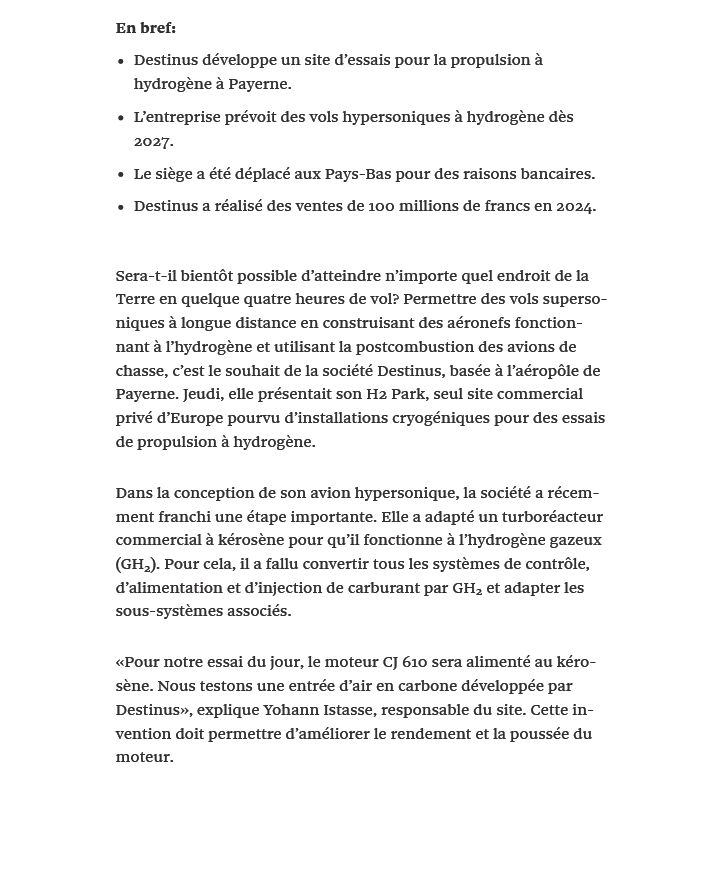 En bref:
• Destinus développe un site d’essais pour la propulsion à
hydrogène à Payerne.
• L’entreprise prévoit des vols hypersoniques à hydrogène dès
2027.
• Le siège a été déplacé aux Pays-Bas pour des raisons bancaires.
• Destinus a réalisé des ventes de 100 millions de francs en 2024.
Sera-t-il bientôt possible d’atteindre n’importe quel endroit de la
Terre en quelque quatre heures de vol? Permettre des vols superso-
niques à longue distance en construisant des aéronefs fonction-
nant à l’hydrogène et utilisant la postcombustion des avions de
chasse, c’est le souhait de la société Destinus, basée à l’aéropôle de
Payerne. Jeudi, elle présentait son H2 Park, seul site commercial
privé d’Europe pourvu d’installations cryogéniques pour des essais
de propulsion à hydrogène.
Dans la conception de son avion hypersonique, la société a récem-
ment franchi une étape importante. Elle a adapté un turboréacteur
commercial à kérosène pour qu’il fonctionne à l’hydrogène gazeux
(GH₂). Pour cela, il a fallu convertir tous les systèmes de contrôle,
d’alimentation et d’injection de carburant par GH₂ et adapter les
sous-systèmes associés.
«Pour notre essai du jour, le moteur CJ 610 sera alimenté au kéro-
sène. Nous testons une entrée d’air en carbone développée par
Destinus», explique Yohann Istasse, responsable du site. Cette in-
vention doit permettre d’améliorer le rendement et la poussée du
moteur.